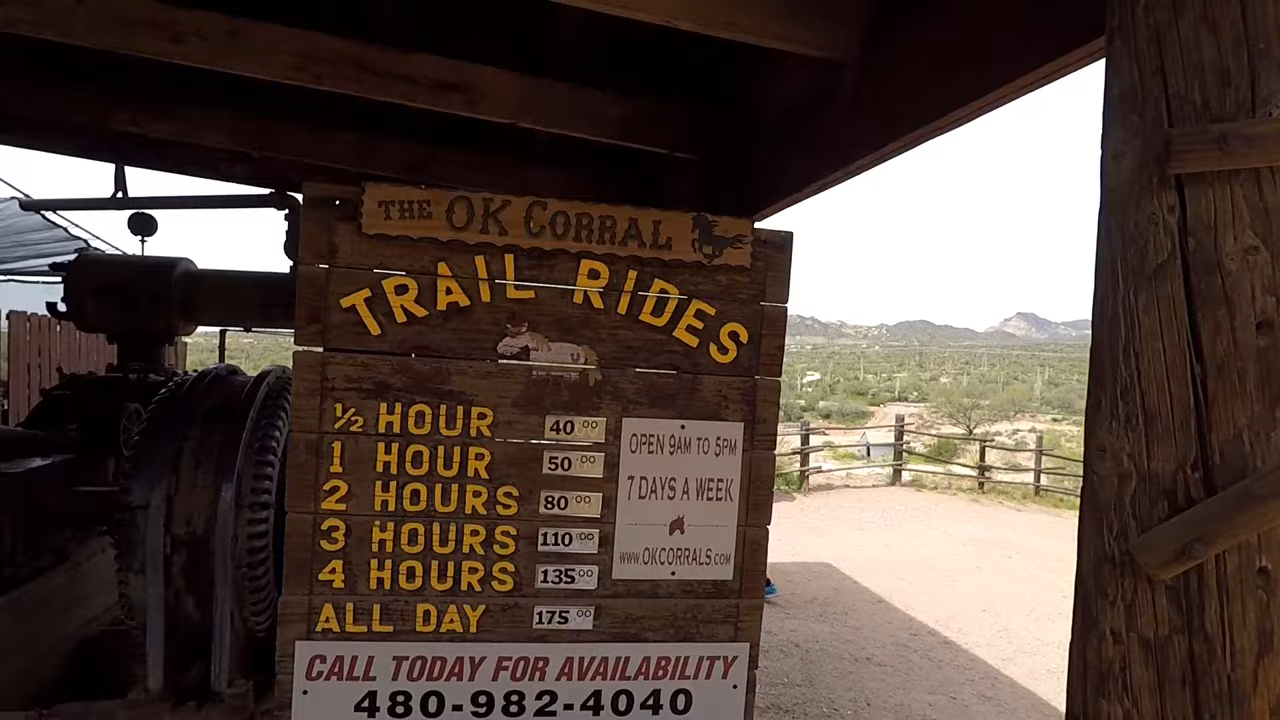 THE OK CORRAL
TRAIL RIDES
½ HOUR 40.00
1 HOUR 50.00
2 HOURS 80.00
3 HOURS 110.00
4 HOURS 135.00
ALL DAY 175.00
OPEN 9AM TO 5PM
7 DAYS A WEEK
WWW.OKCORRALS.COM
CALL TODAY FOR AVAILABILITY
480-982-4040